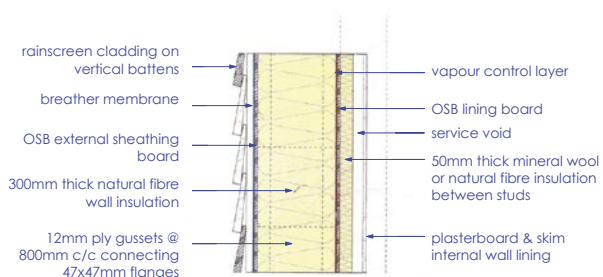 rainscreen cladding on
vertical battens
breather membrane
OSB external sheathing
board
300mm thick natural fibre
wall insulation
12mm ply gussets @
800mm c/c connecting
47x47mm flanges
vapour control layer
OSB lining board
service void
50mm thick mineral wool
or natural fibre insulation
between studs
plasterboard & skim
internal wall lining